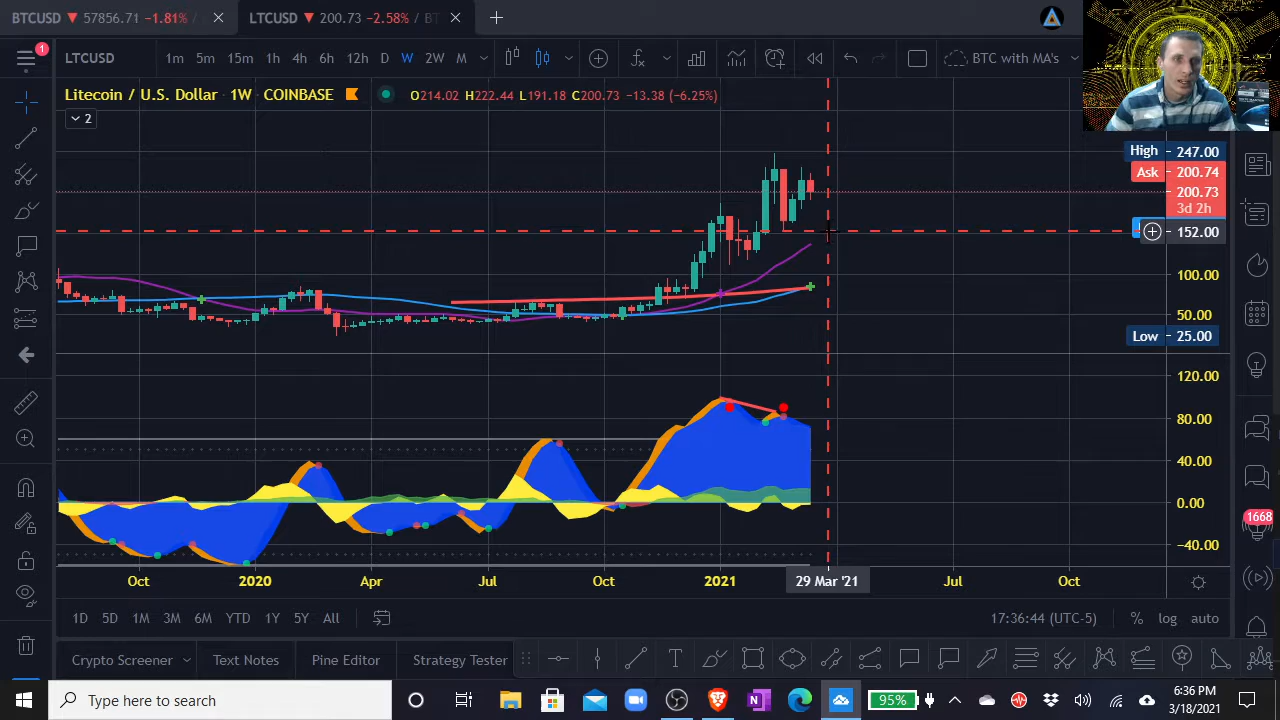 BTCUSD ▼ 57856.71 −1.81% / E
LTCUSD ▼ 200.73 −2.58% / BT
1
LTCUSD 1m 5m 15m 1h 4h 6h 12h D W 2W M BTC with MA's
Litecoin / U.S. Dollar 1W COINBASE O214.02 H222.44 L191.18 C200.73 −13.38 (−6.25%)
2
High 247.00
Ask 200.74
200.73
3d 2h
152.00
100.00
50.00
Low 25.00
120.00
80.00
40.00
0.00
−40.00
1668
Oct 2020 Apr Jul Oct 2021 29 Mar '21 Jul Oct
1D 5D 1M 3M 6M YTD 1Y 5Y All 17:36:44 (UTC-5) % log auto
Crypto Screener Text Notes Pine Editor Strategy Tester
Type here to search 95% 6:36 PM
3/18/2021